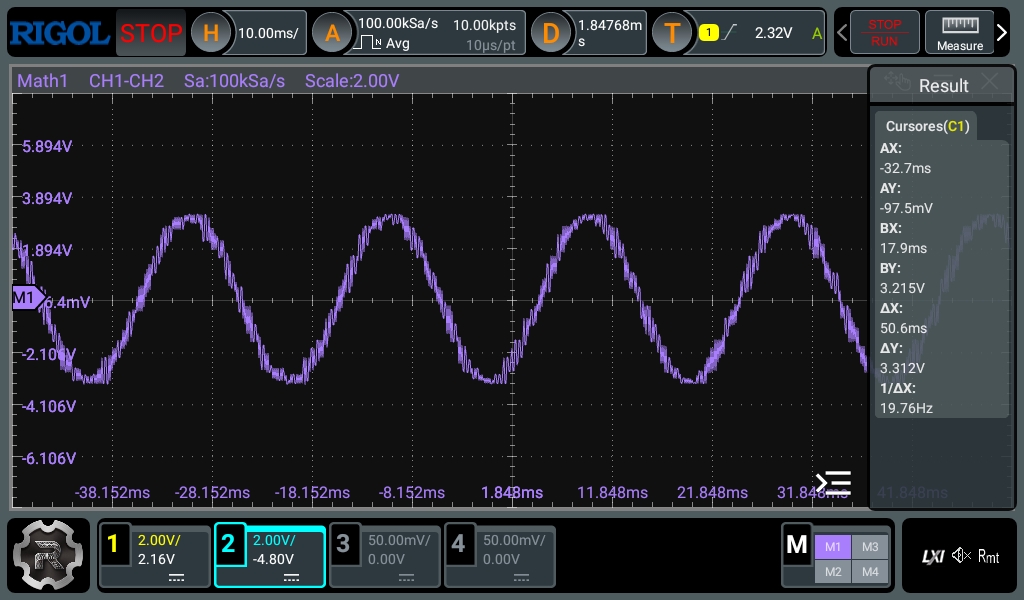 RIGOL STOP H 10.00ms/ A 100.00kSa/s 10.00kpts D 1.84768m T 1 2.32V A STOP
N Avg 10µs/pt s RUN Measure
Math1 CH1-CH2 Sa:100kSa/s Scale:2.00V
Result
Cursores(C1)
AX:
-32.7ms
AY:
-97.5mV
BX:
17.9ms
BY:
3.215V
ΔX:
50.6ms
ΔY:
3.312V
1/ΔX:
19.76Hz
5.894V
3.894V
1.894V
M1
-2.106V
-4.106V
-6.106V
-38.152ms -28.152ms -18.152ms -8.152ms 1.848ms 11.848ms 21.848ms 31.848ms 41.848ms
R
1 2.00V/ 2 2.00V/ 3 50.00mV/ 4 50.00mV/ M M1 M3 LXI Rmt
2.16V -4.80V 0.00V 0.00V M2 M4